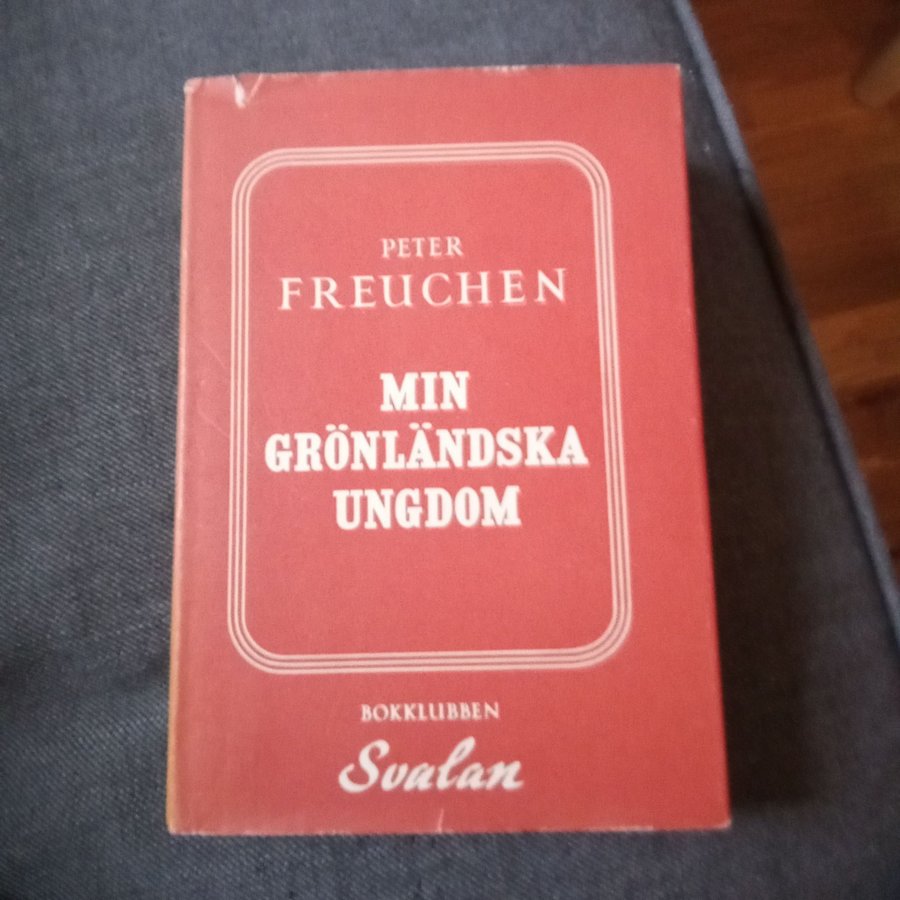 PETER
FREUCHEN
MIN
GRÖNLÄNDSKA
UNGDOM
BOKKLUBBEN
Svalan